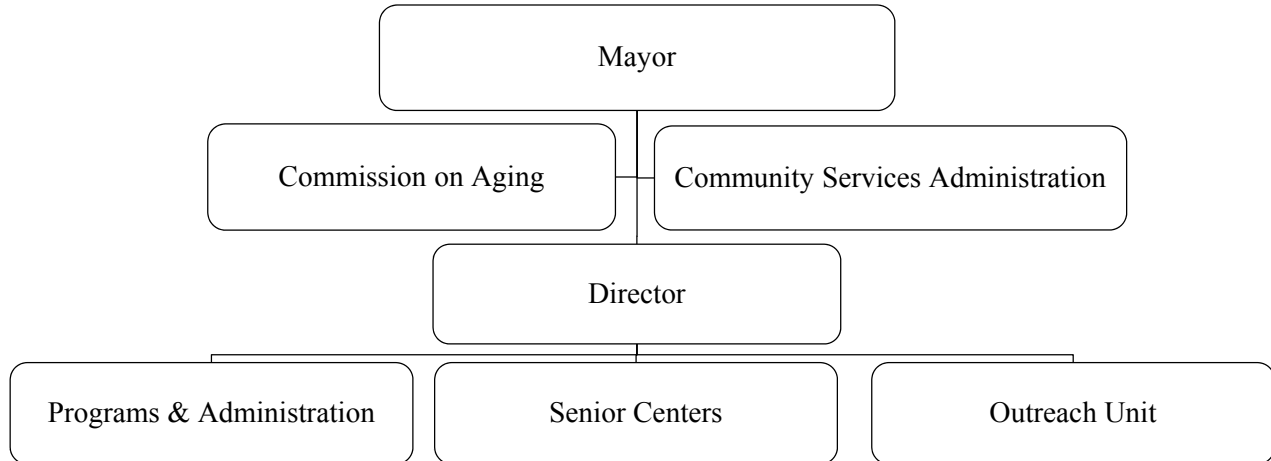 Mayor
Commission on Aging
Community Services Administration
Director
Programs & Administration
Senior Centers
Outreach Unit